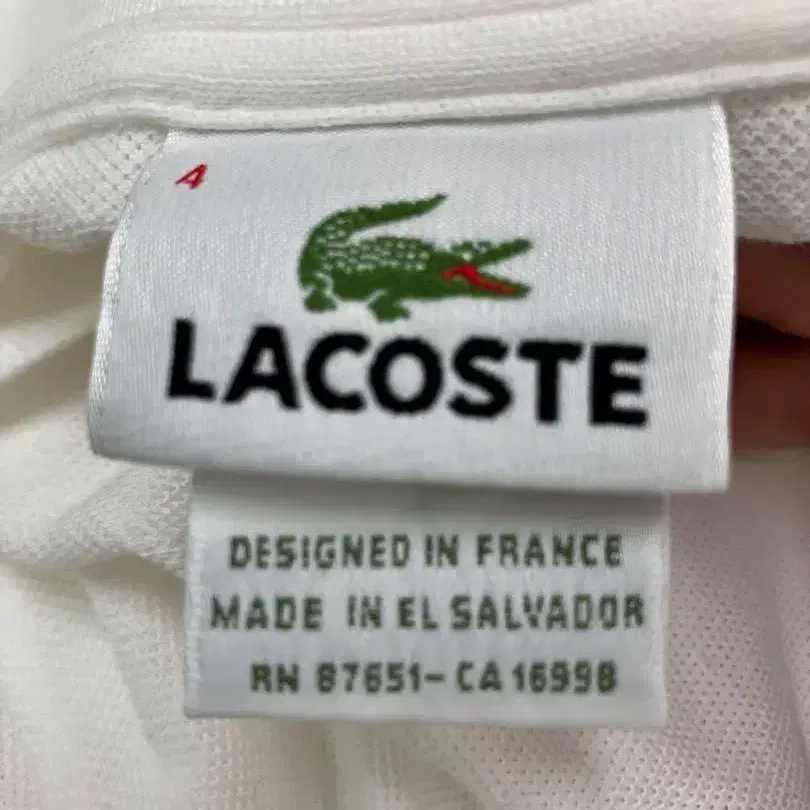 4
LACOSTE
DESIGNED IN FRANCE
MADE IN EL SALVADOR
RN 87651-CA 16998